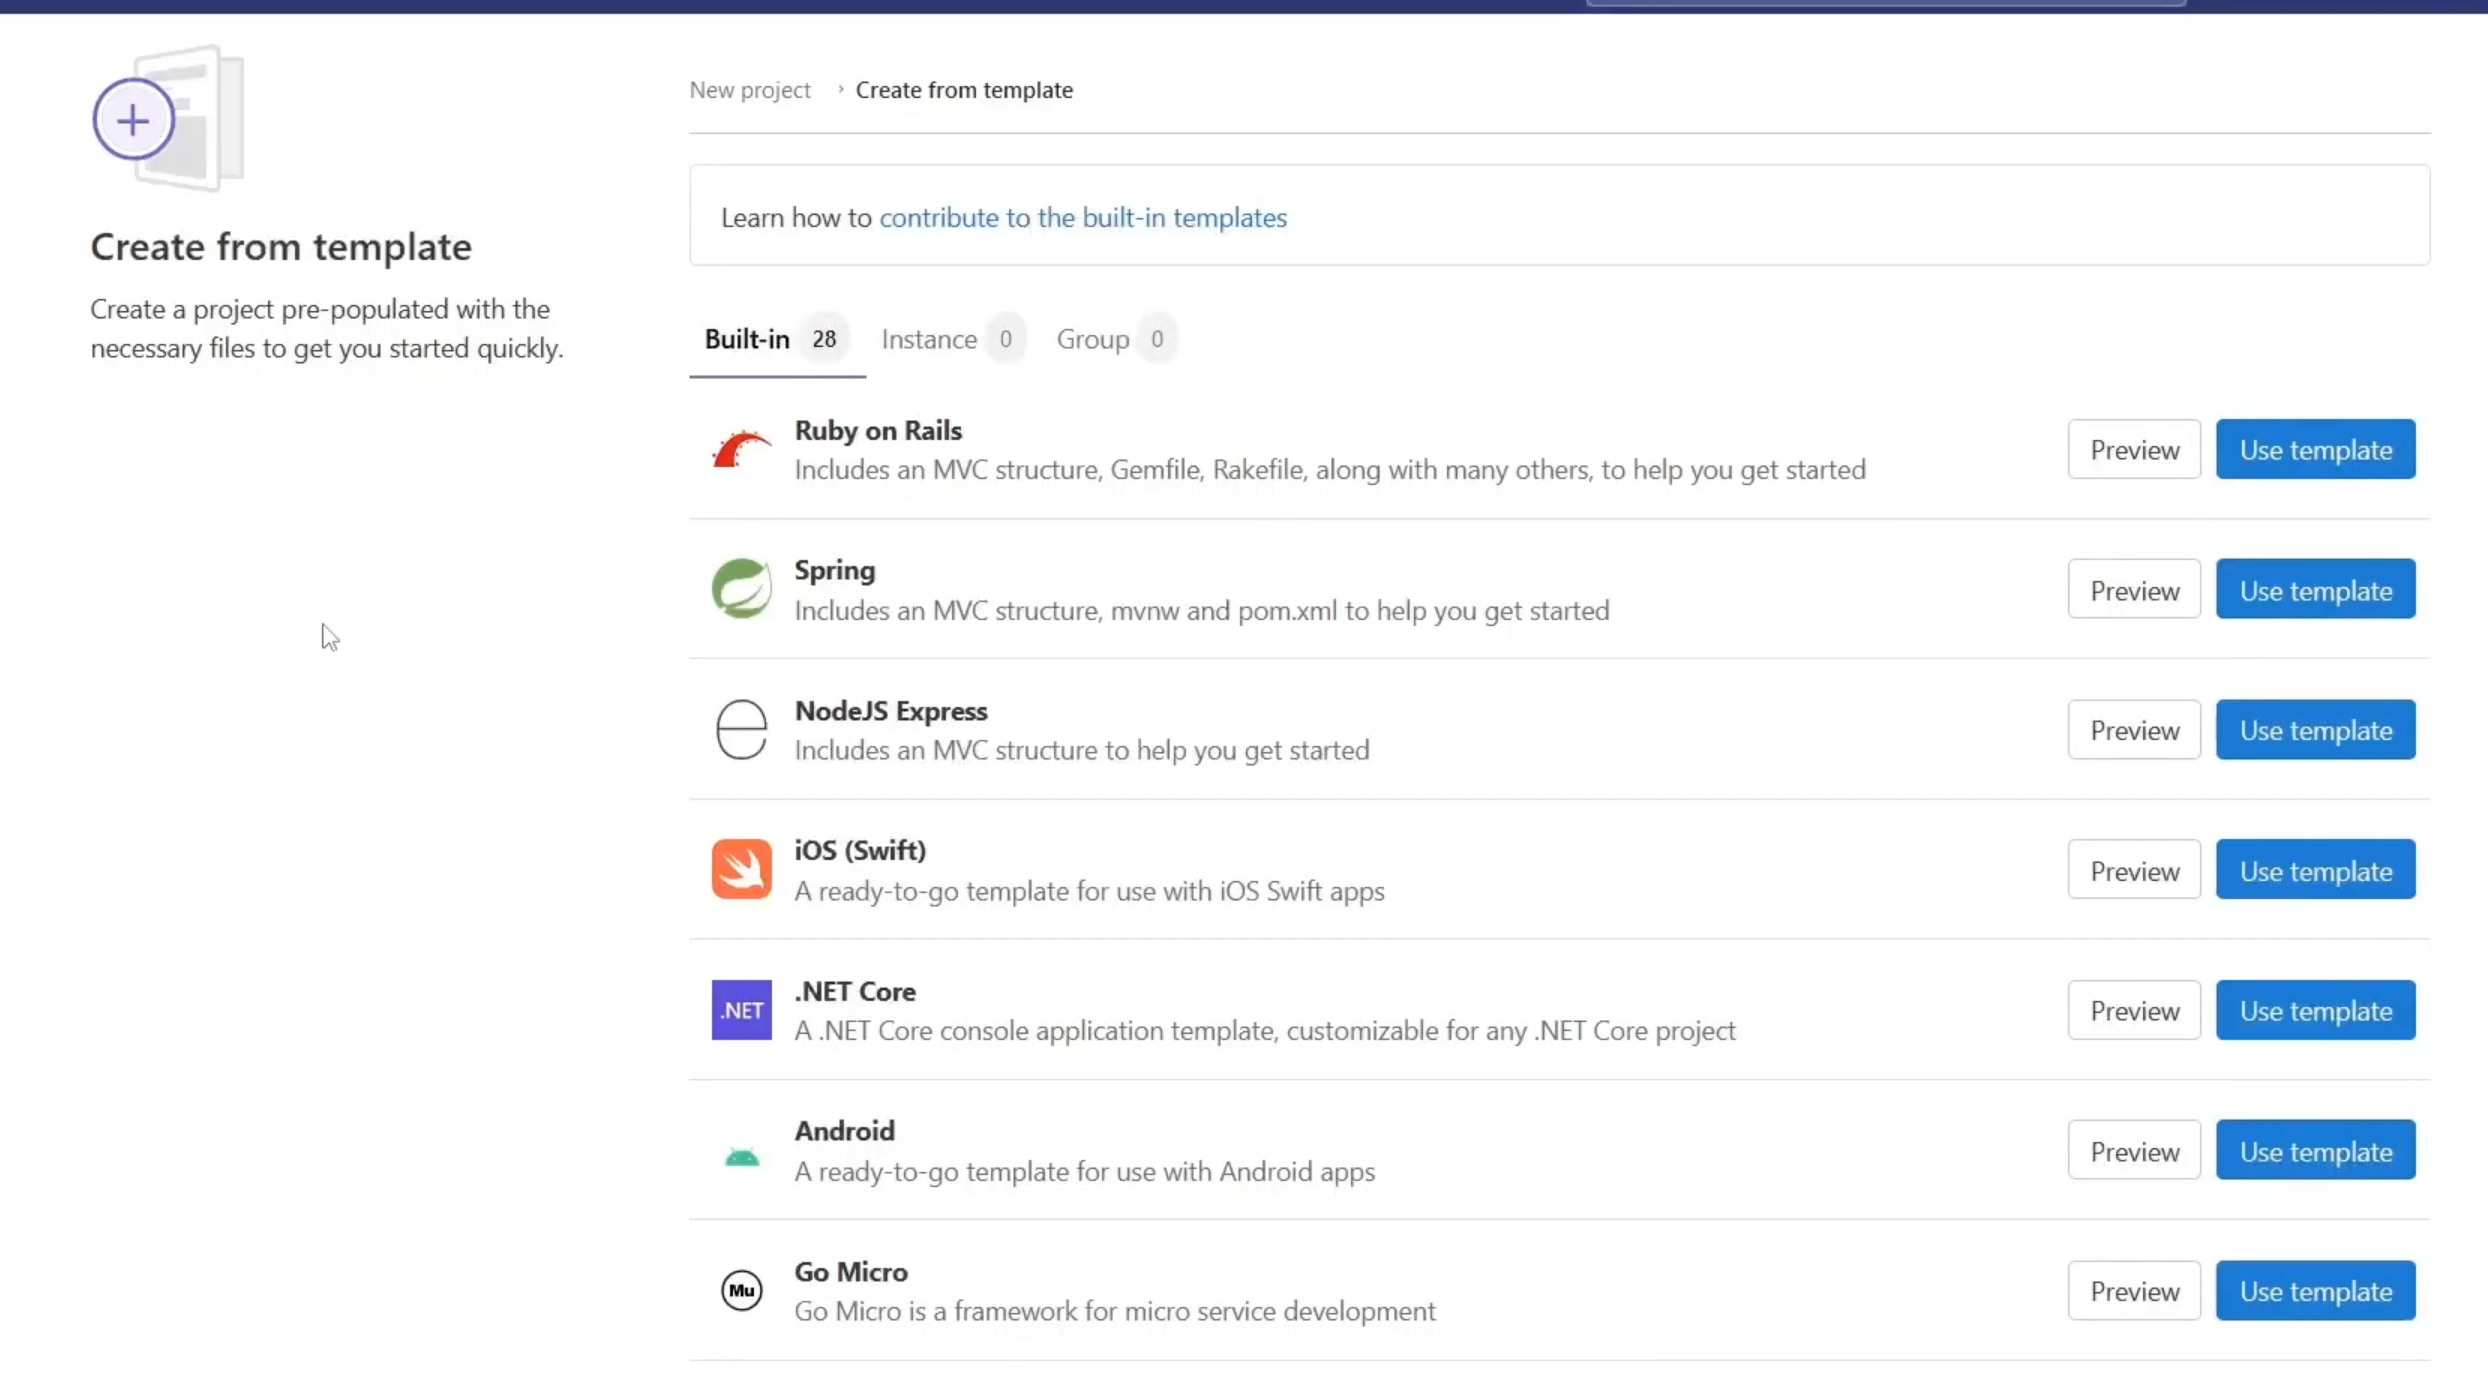 New project › Create from template
Create from template
Create a project pre-populated with the
necessary files to get you started quickly.
Learn how to contribute to the built-in templates
Built-in 28 Instance 0 Group 0
Ruby on Rails
Includes an MVC structure, Gemfile, Rakefile, along with many others, to help you get started
Preview Use template
Spring
Includes an MVC structure, mvnw and pom.xml to help you get started
Preview Use template
NodeJS Express
Includes an MVC structure to help you get started
Preview Use template
iOS (Swift)
A ready-to-go template for use with iOS Swift apps
Preview Use template
.NET
.NET Core
A .NET Core console application template, customizable for any .NET Core project
Preview Use template
Android
A ready-to-go template for use with Android apps
Preview Use template
Mu
Go Micro
Go Micro is a framework for micro service development
Preview Use template